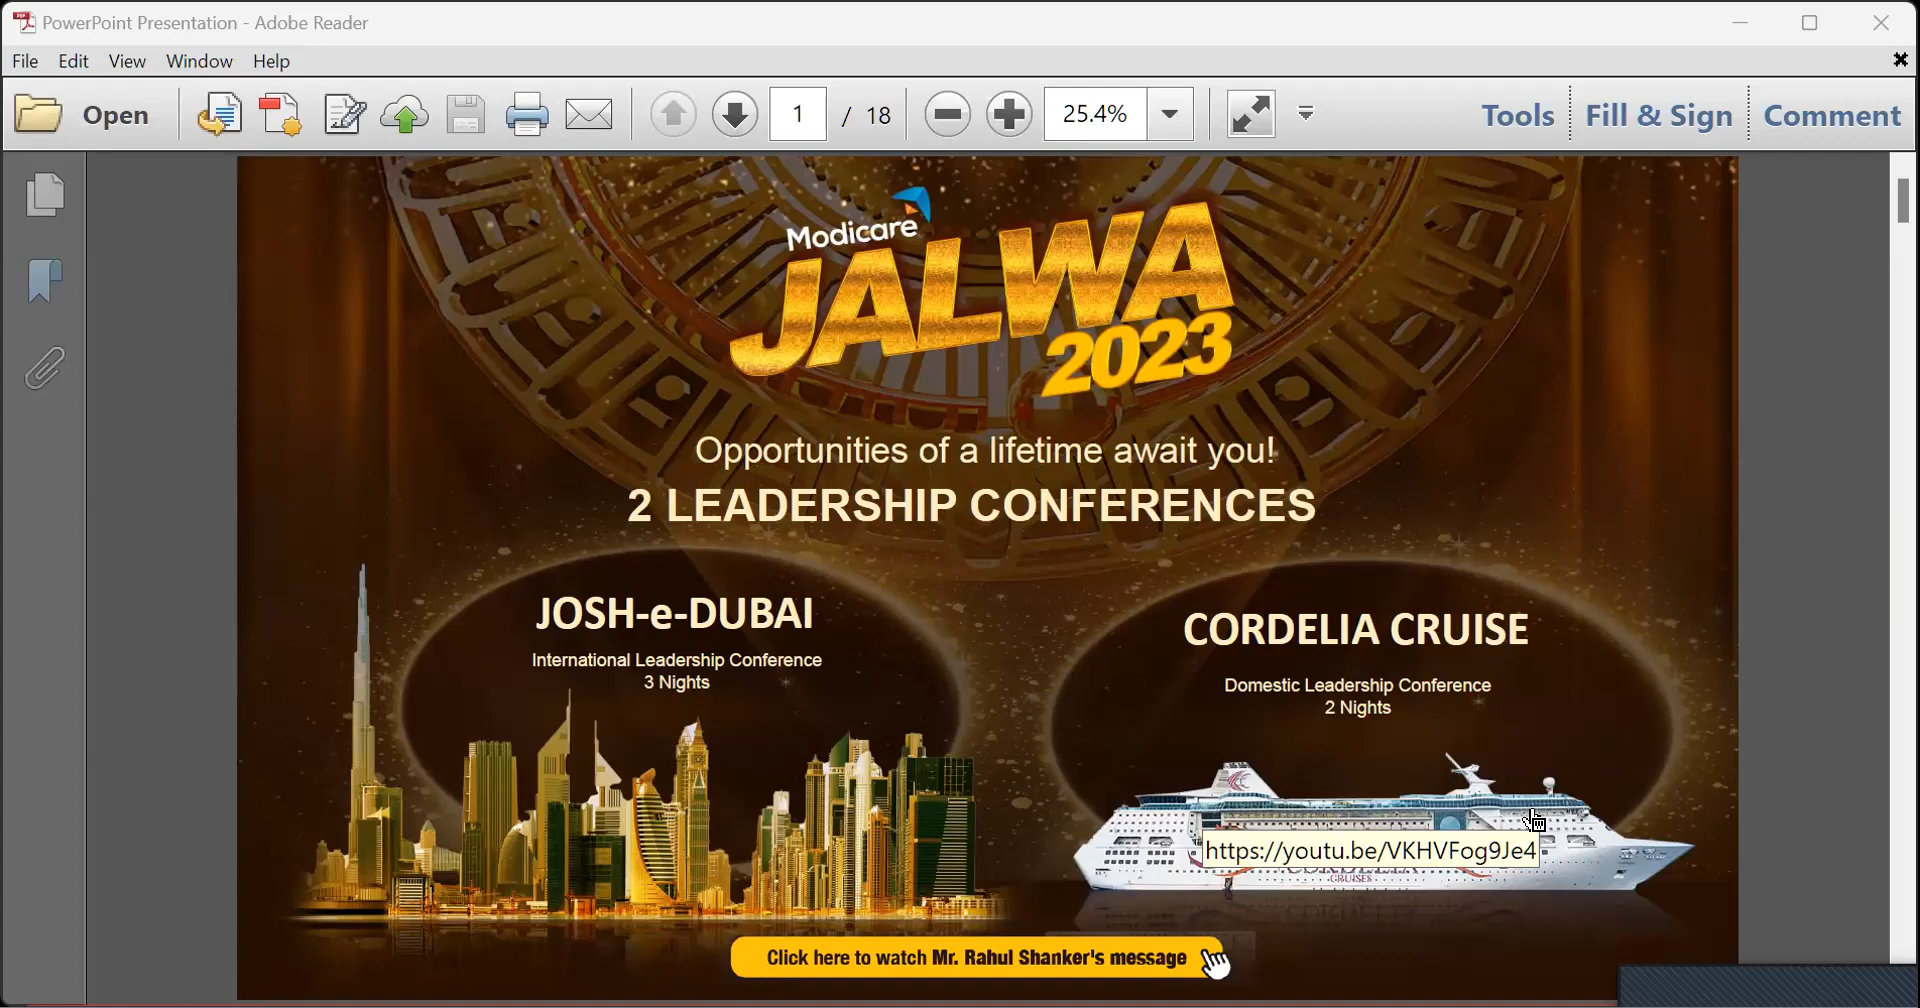 PowerPoint Presentation - Adobe Reader
File Edit View Window Help
Open 1 / 18 25.4% Tools Fill & Sign Comment
Modicare
JALWA
2023
Opportunities of a lifetime await you!
2 LEADERSHIP CONFERENCES
JOSH-e-DUBAI
International Leadership Conference
3 Nights
CORDELIA CRUISE
Domestic Leadership Conference
2 Nights
https://youtu.be/VKHVFog9Je4
CRUISES
Click here to watch Mr. Rahul Shanker's message